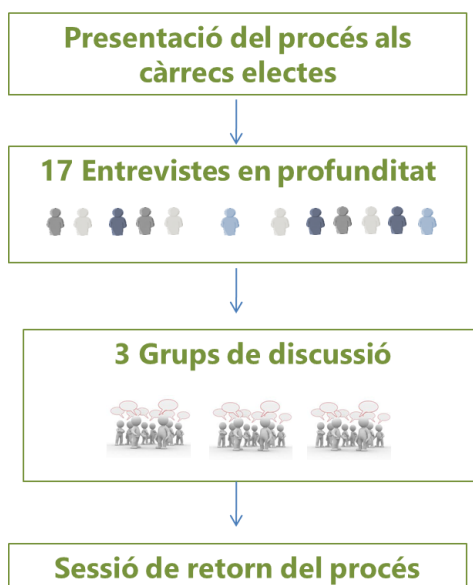 Presentació del procés als
càrrecs electes
17 Entrevistes en profunditat
3 Grups de discussió
Sessió de retorn del procés